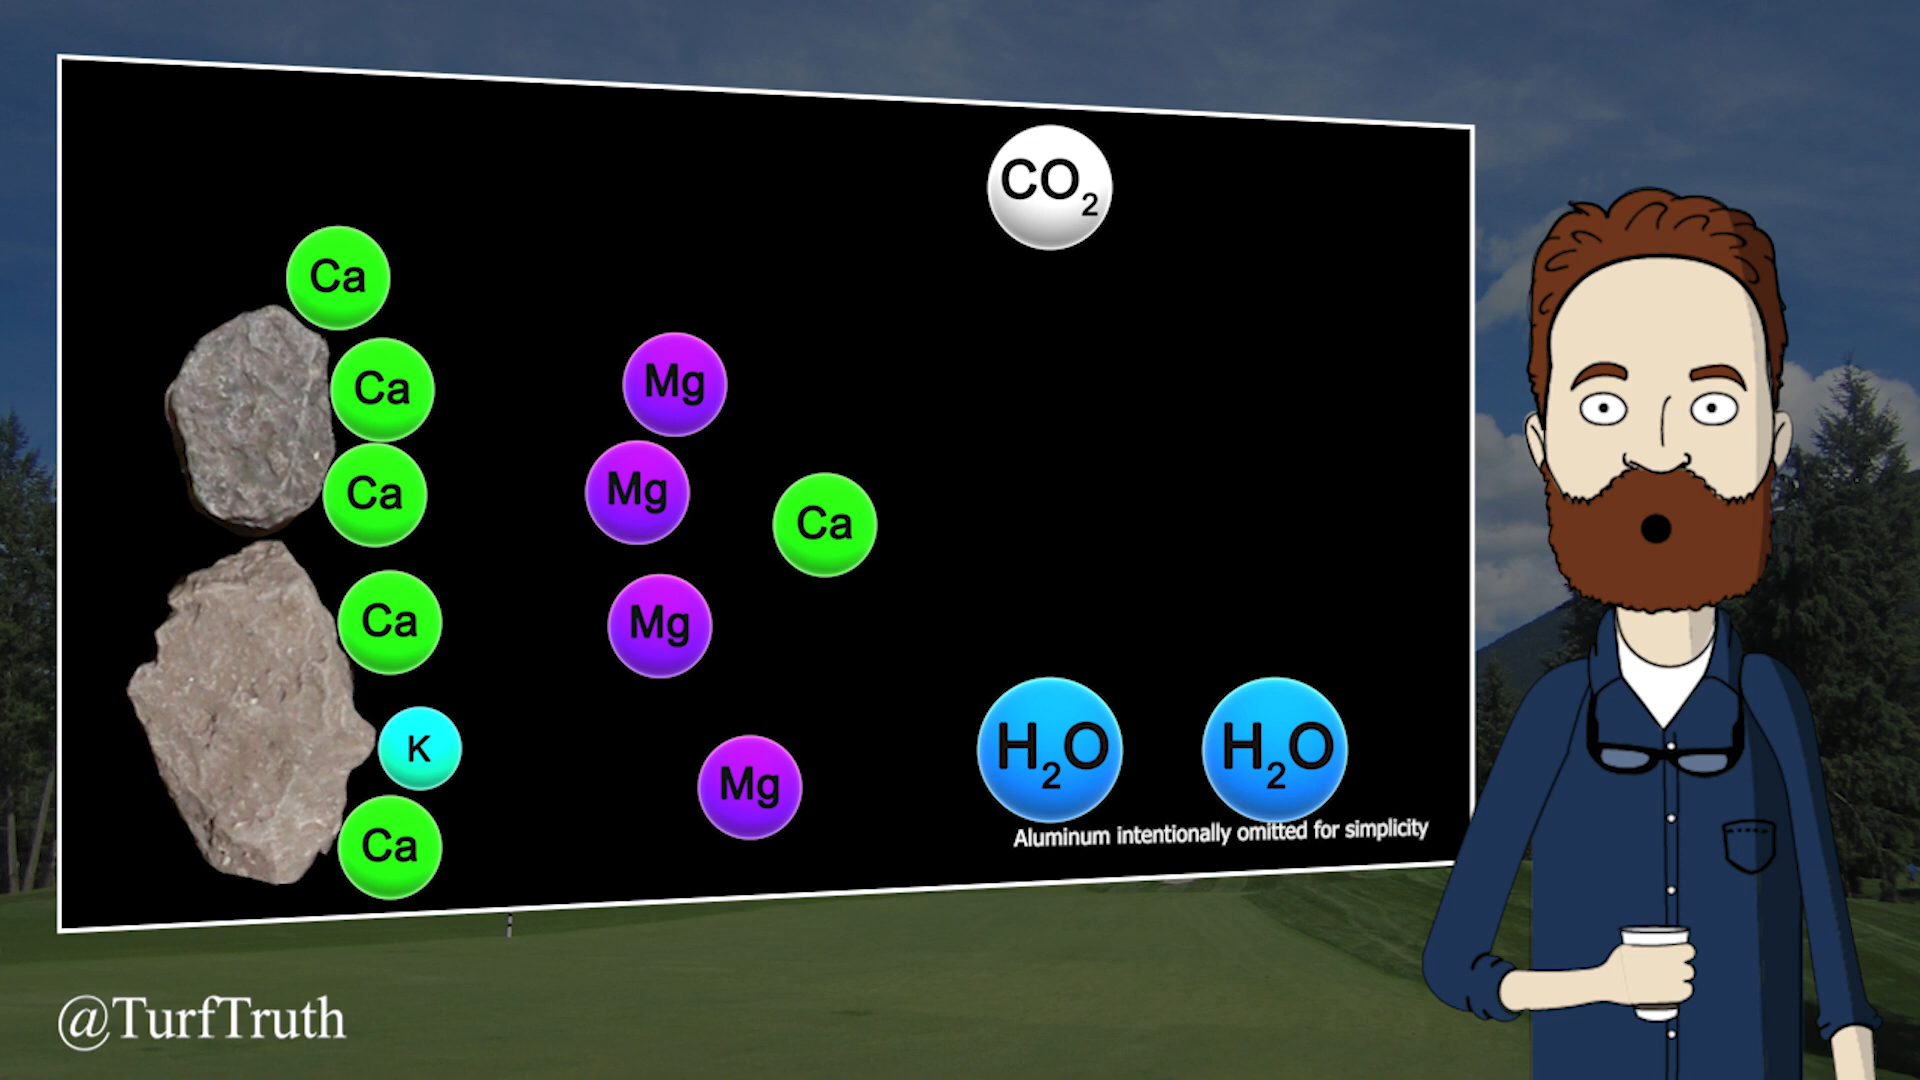 CO₂
Ca
Ca
Mg
Ca
Mg
Ca
Ca
Mg
K
H₂O
H₂O
Mg
Ca
Aluminum intentionally omitted for simplicity
@TurfTruth